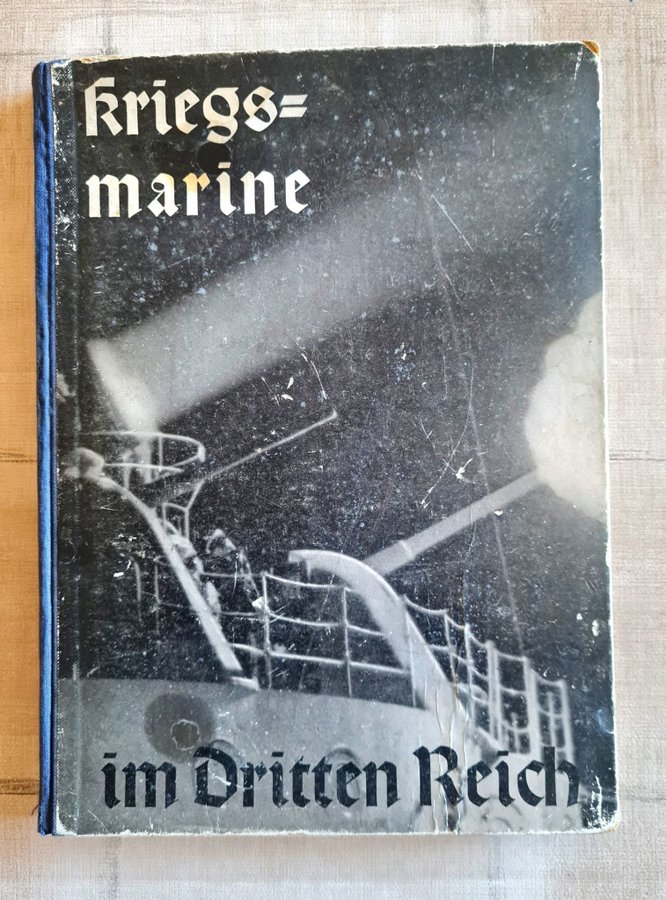 Kriegs=
marine
im Dritten Reich